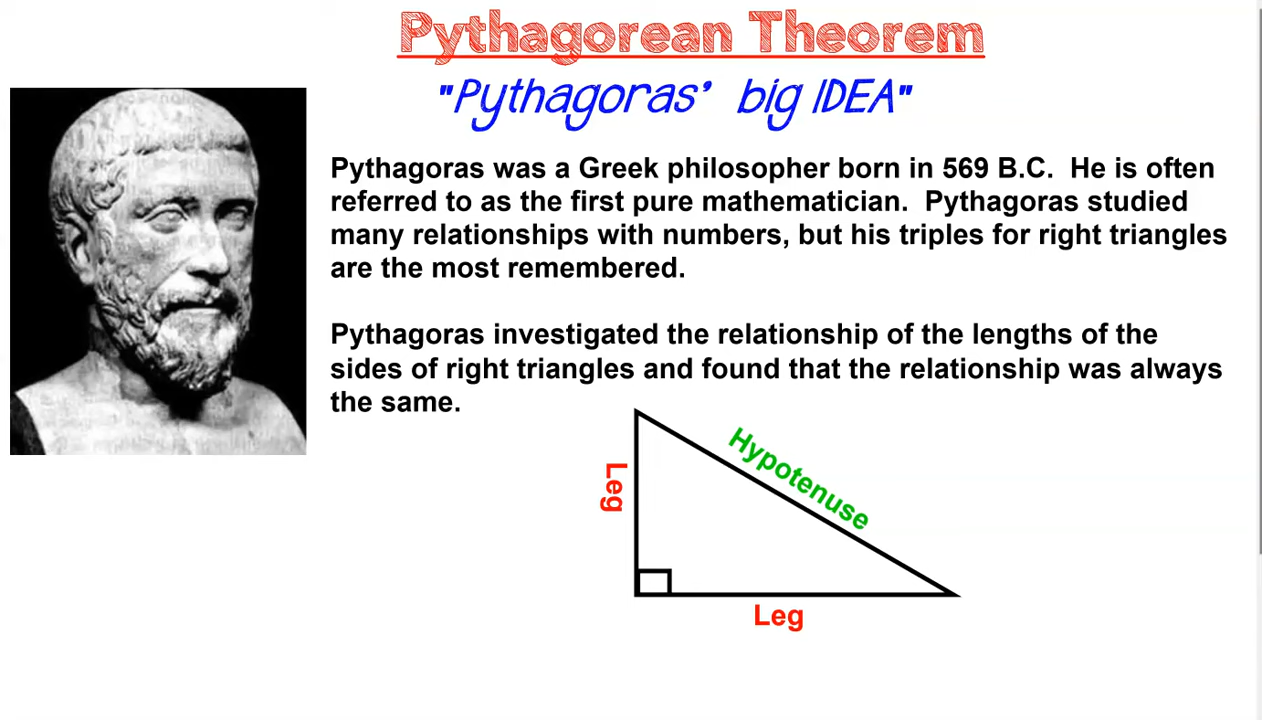 Pythagorean Theorem
"Pythagoras' big IDEA"
Pythagoras was a Greek philosopher born in 569 B.C. He is often
referred to as the first pure mathematician. Pythagoras studied
many relationships with numbers, but his triples for right triangles
are the most remembered.
Pythagoras investigated the relationship of the lengths of the
sides of right triangles and found that the relationship was always
the same.
Leg
Hypotenuse
Leg